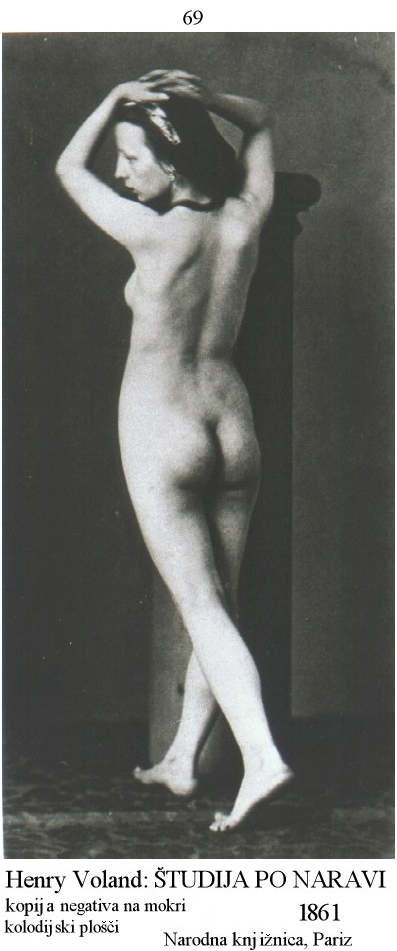 69
Henry Voland: ŠTUDIJA PO NARAVI
kopija negativa na mokri
kolodijski plošči
1861
Narodna knjižnica, Pariz